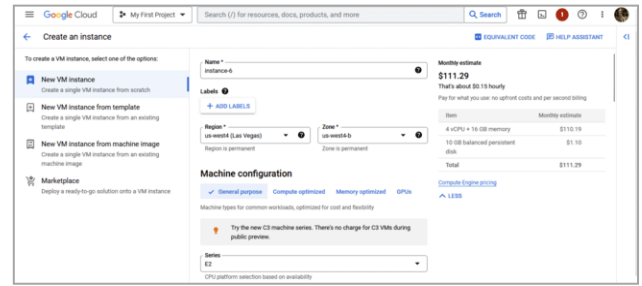 Google Cloud
My First Project
Search (/) for resources, docs, products, and more
Search
1
Create an instance
EQUIVALENT CODE
HELP ASSISTANT
To create a VM instance, select one of the options:
New VM instance
Create a single VM instance from scratch
New VM instance from template
Create a single VM instance from an existing
template
New VM instance from machine image
Create a single VM instance from an existing
machine image
Marketplace
Deploy a ready-to-go solution onto a VM instance
Name *
instance-6
Labels
+ ADD LABELS
Region *
us-west4 (Las Vegas)
Region is permanent
Zone *
us-west4-b
Zone is permanent
Machine configuration
General purpose
Compute optimized
Memory optimized
GPUs
Machine types for common workloads, optimized for cost and flexibility
Try the new C3 machine series. There's no charge for C3 VMs during
public preview.
Series
E2
CPU platform selection based on availability
Monthly estimate
$111.29
That's about $0.15 hourly
Pay for what you use: no upfront costs and per second billing
Item Monthly estimate
4 vCPU + 16 GB memory $110.19
10 GB balanced persistent $1.10
disk
Total $111.29
Compute Engine pricing
LESS